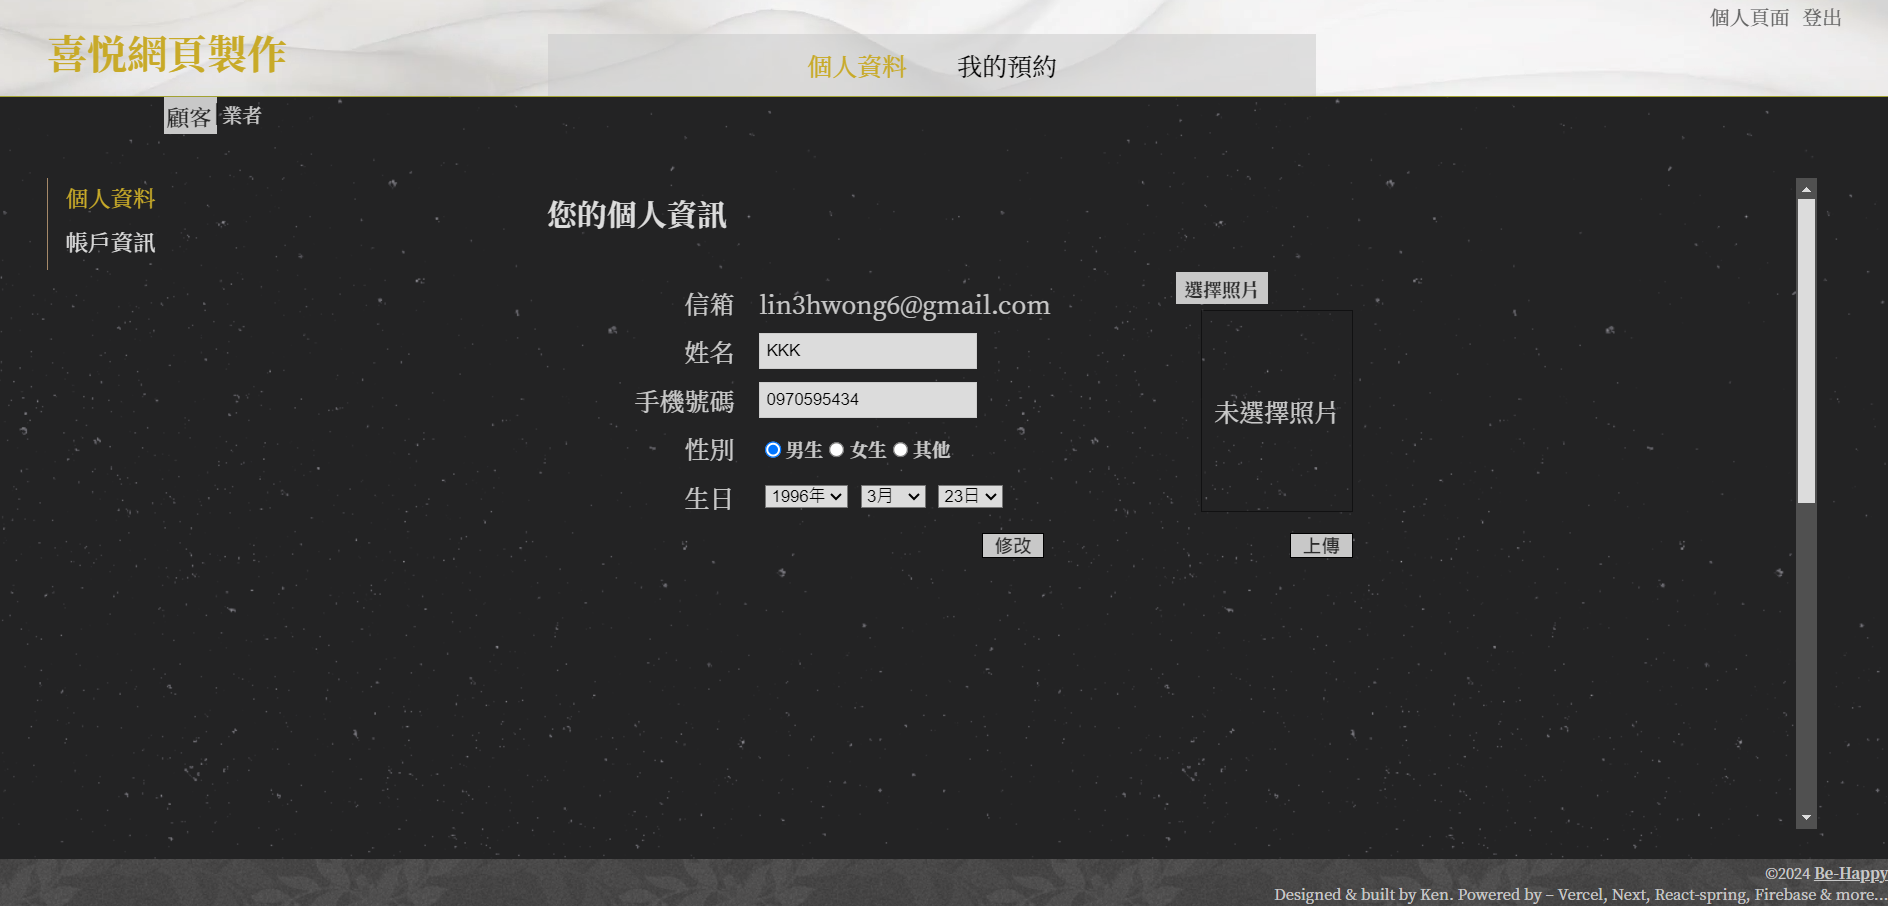 個人頁面 登出
喜悅網頁製作
個人資料 我的預約
顧客 業者
個人資料
帳戶資訊
您的個人資訊
信箱 lin3hwong6@gmail.com
姓名 KKK
手機號碼 0970595434
性別 男生 女生 其他
生日 1996年 3月 23日
修改
選擇照片
未選擇照片
上傳
©2024 Be-Happy
Designed & built by Ken. Powered by – Vercel, Next, React-spring, Firebase & more...